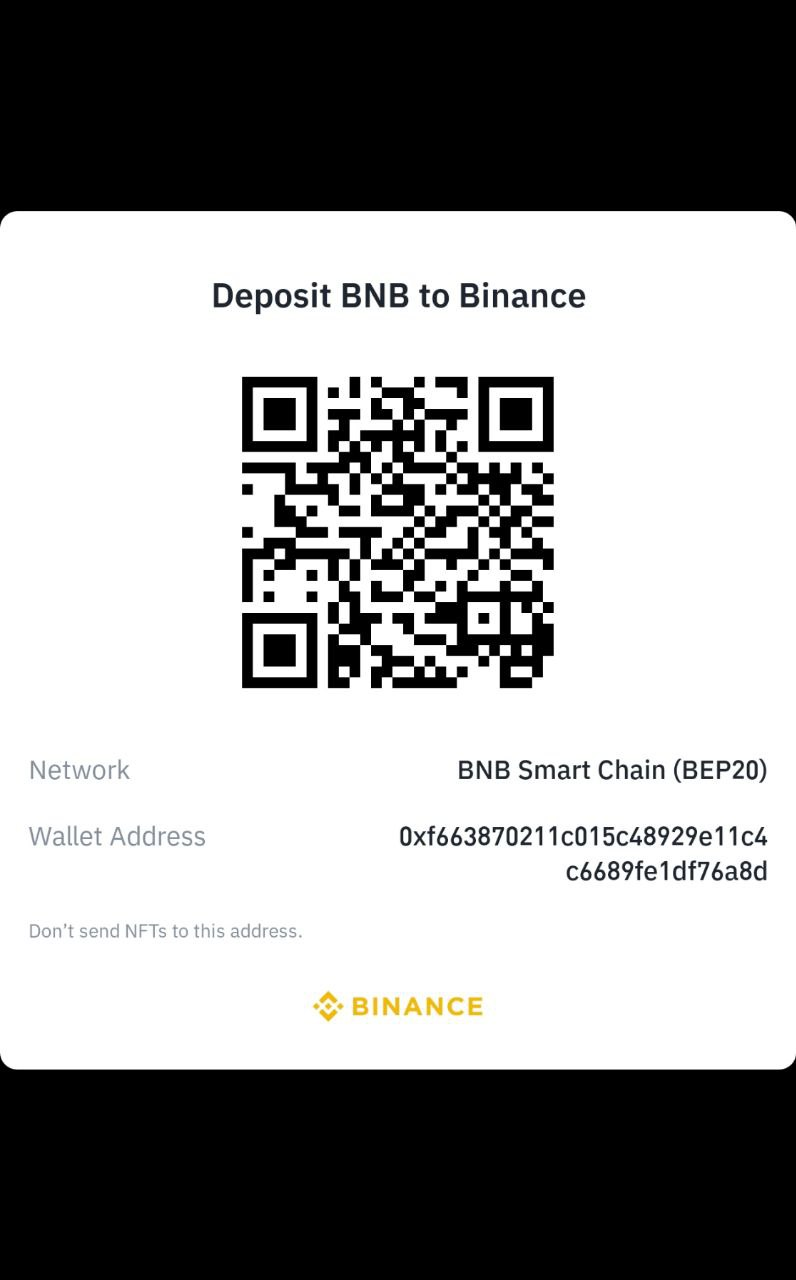 Deposit BNB to Binance
Network BNB Smart Chain (BEP20)
Wallet Address 0xf663870211c015c48929e11c4
c6689fe1df76a8d
Don't send NFTs to this address.
BINANCE